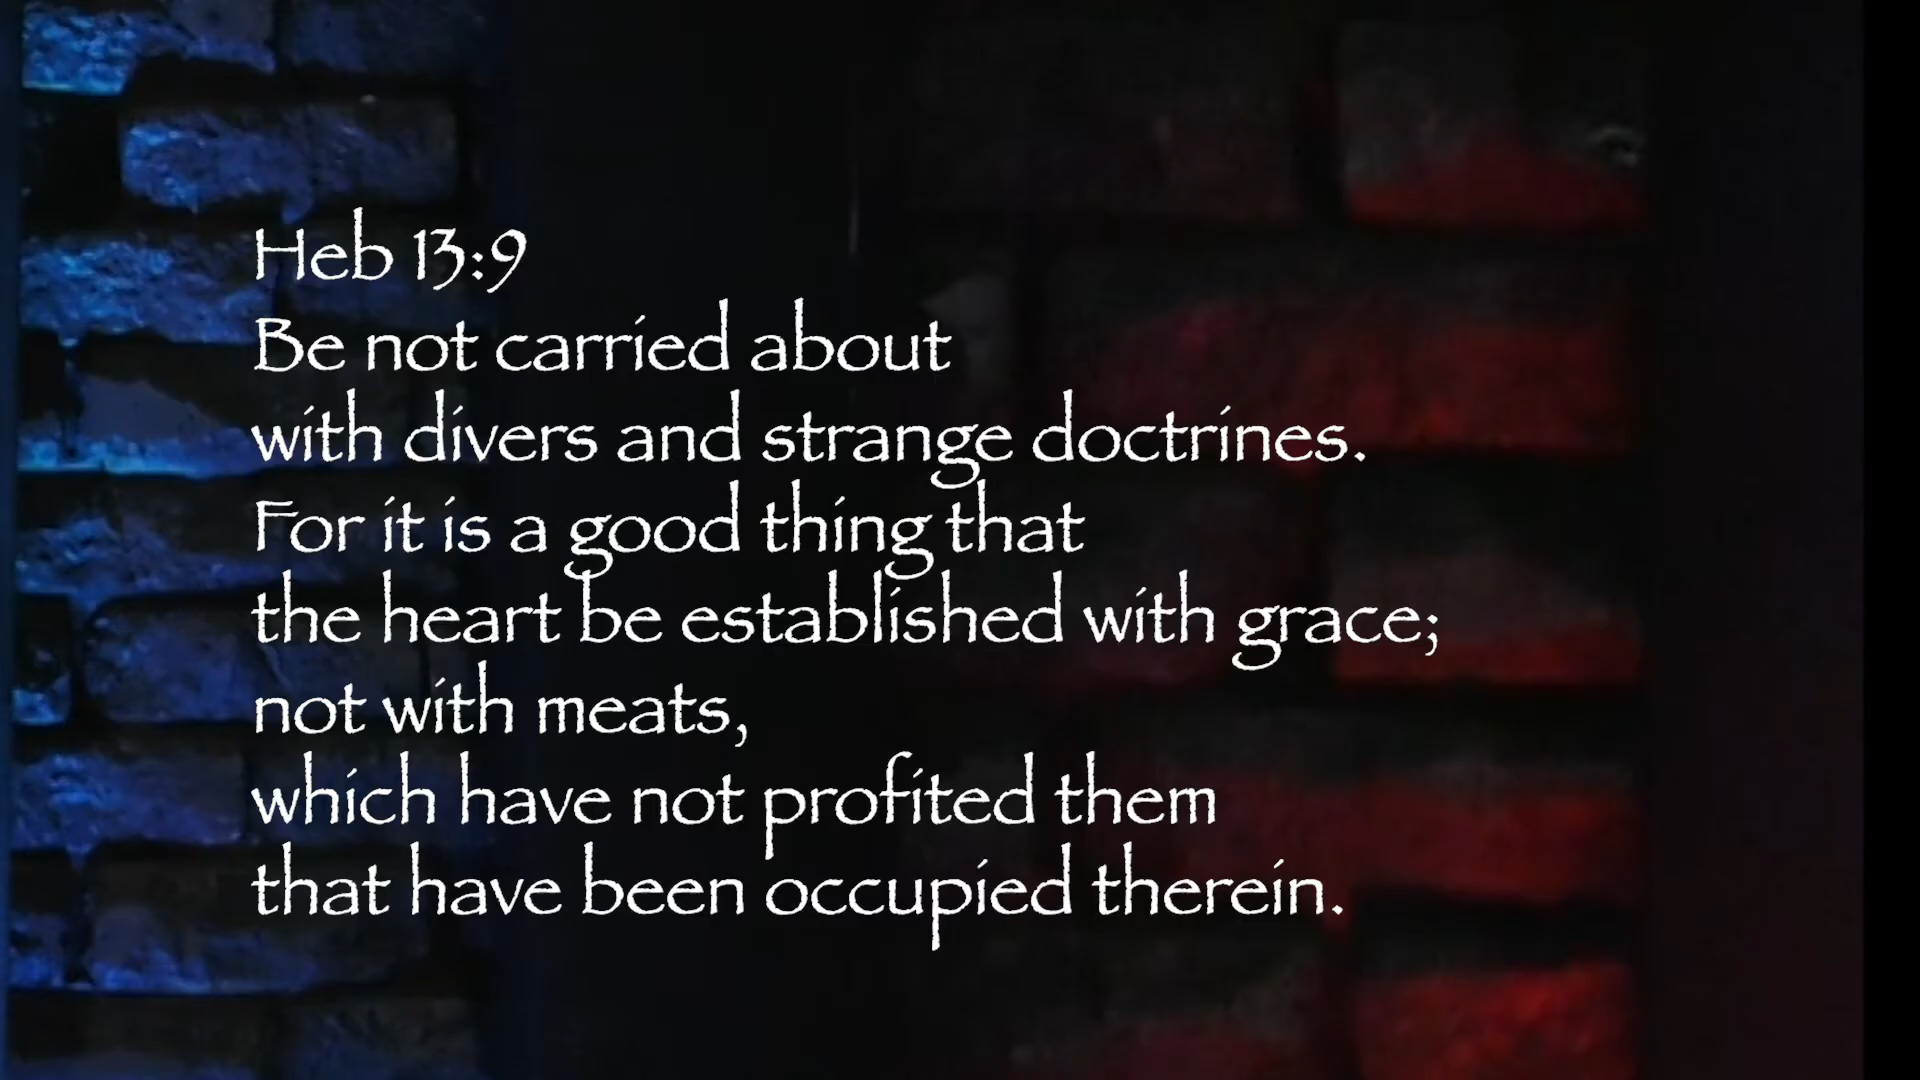 Heb 13:9
Be not carried about
with divers and strange doctrines.
For it is a good thing that
the heart be established with grace;
not with meats,
which have not profited them
that have been occupied therein.